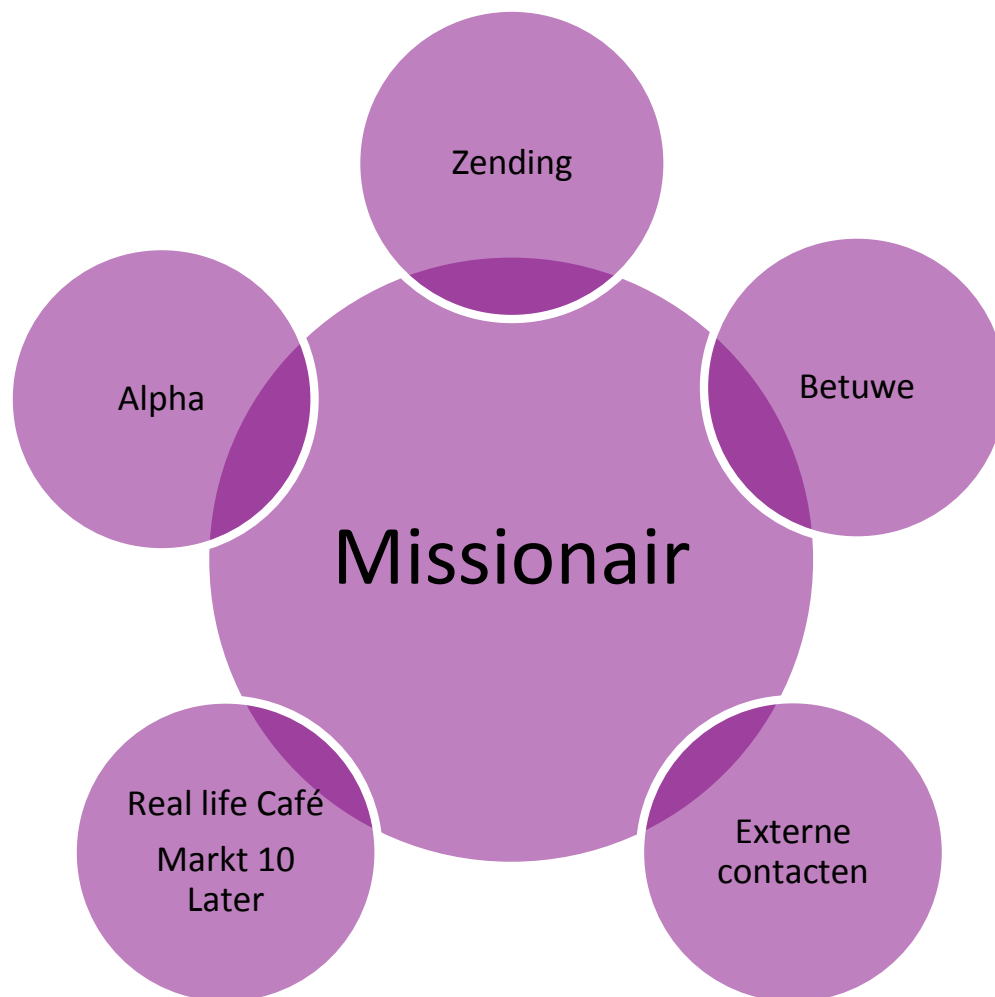 Zending
Alpha
Betuwe
Missionair
Real life Café
Markt 10
Later
Externe
contacten